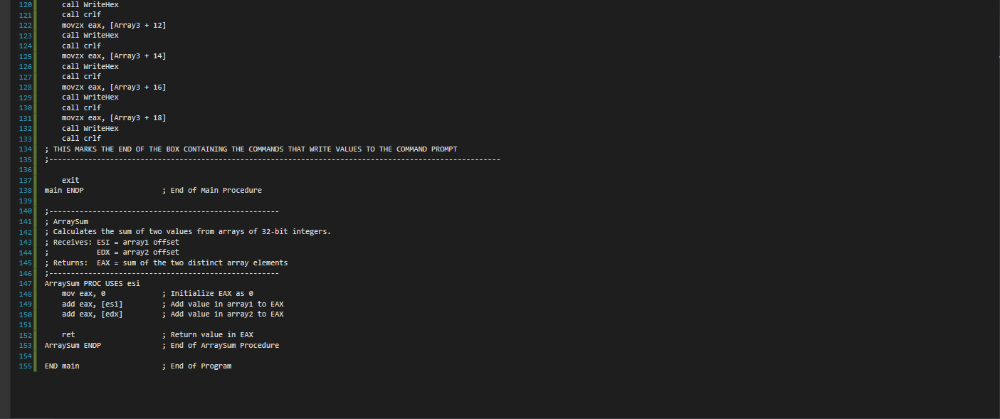 120 call WriteHex
121 call crlf
122 movzx eax, [Array3 + 12]
123 call WriteHex
124 call crlf
125 movzx eax, [Array3 + 14]
126 call WriteHex
127 call crlf
128 movzx eax, [Array3 + 16]
129 call WriteHex
130 call crlf
131 movzx eax, [Array3 + 18]
132 call WriteHex
133 call crlf
134 ; THIS MARKS THE END OF THE BOX CONTAINING THE COMMANDS THAT WRITE VALUES TO THE COMMAND PROMPT
135 ;--------------------------------------------------------------------------------------------------------
136
137 exit
138 main ENDP ; End of Main Procedure
139
140 ;-----------------------------------------------------
141 ; ArraySum
142 ; Calculates the sum of two values from arrays of 32-bit integers.
143 ; Receives: ESI = array1 offset
144 ; EDX = array2 offset
145 ; Returns: EAX = sum of the two distinct array elements
146 ;-----------------------------------------------------
147 ArraySum PROC USES esi
148 mov eax, 0 ; Initialize EAX as 0
149 add eax, [esi] ; Add value in array1 to EAX
150 add eax, [edx] ; Add value in array2 to EAX
151
152 ret ; Return value in EAX
153 ArraySum ENDP ; End of ArraySum Procedure
154
155 END main ; End of Program